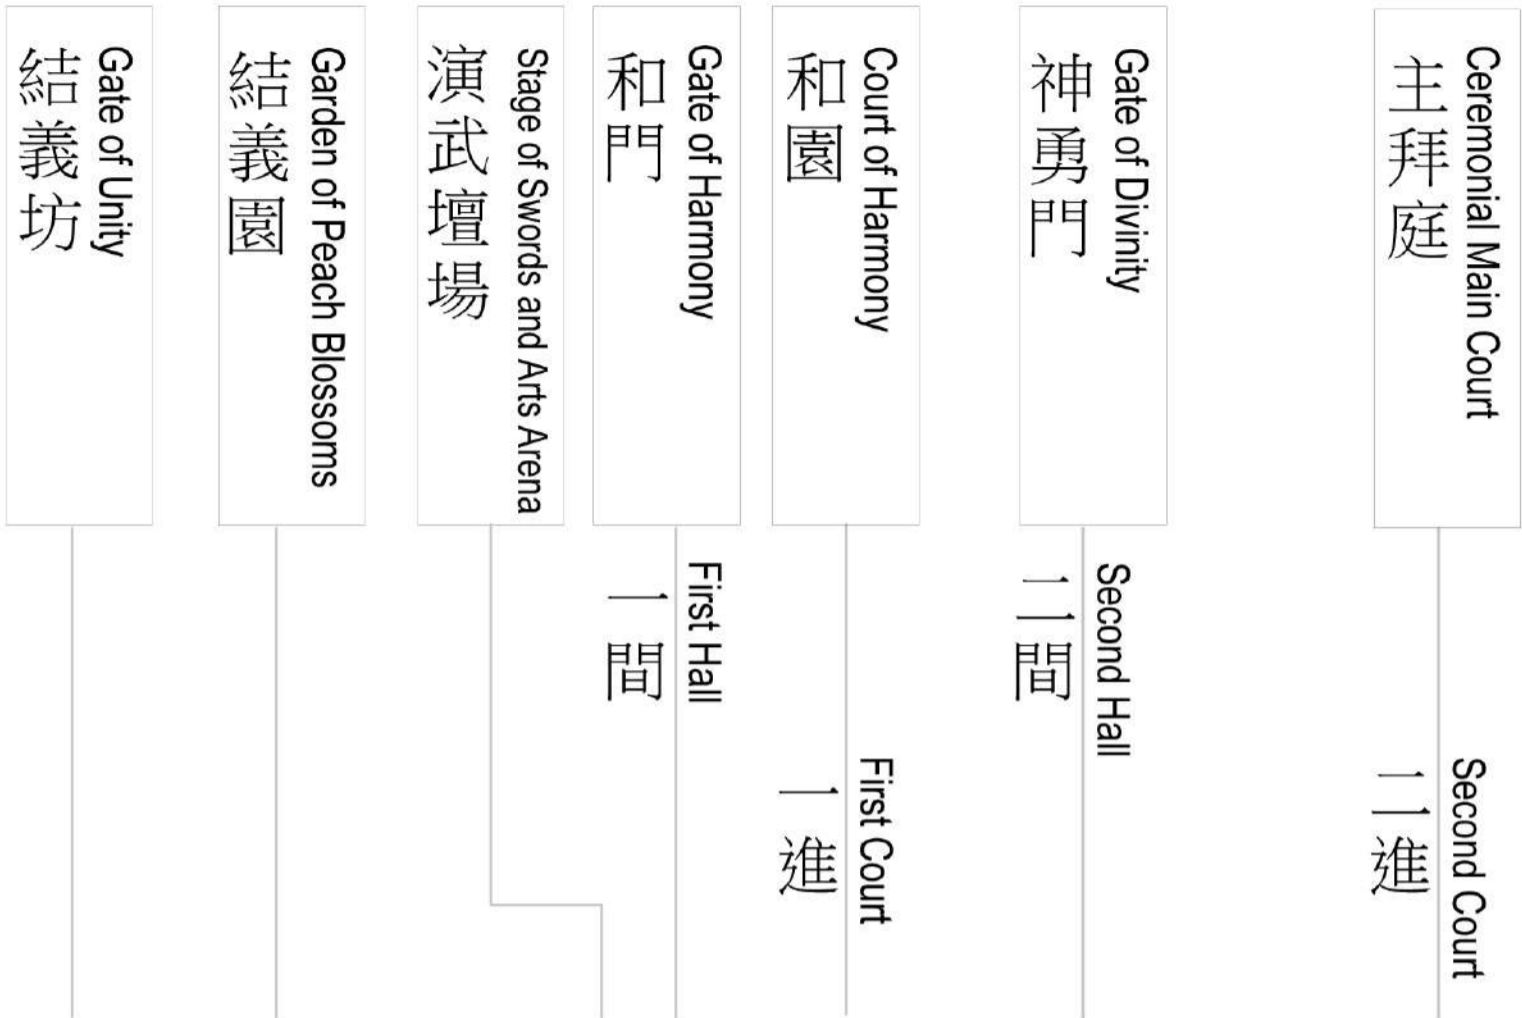 Gate of Unity
結義坊
Garden of Peach Blossoms
結義園
Stage of Swords and Arts Arena
演武壇場
Gate of Harmony
和門
First Hall
一間
Court of Harmony
和園
First Court
一進
Gate of Divinity
神勇門
Second Hall
二間
Ceremonial Main Court
主拜庭
Second Court
二進